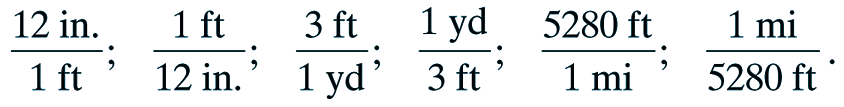 12 in./1 ft; 1 ft/12 in.; 3 ft/1 yd; 1 yd/3 ft; 5280 ft/1 mi; 1 mi/5280 ft.